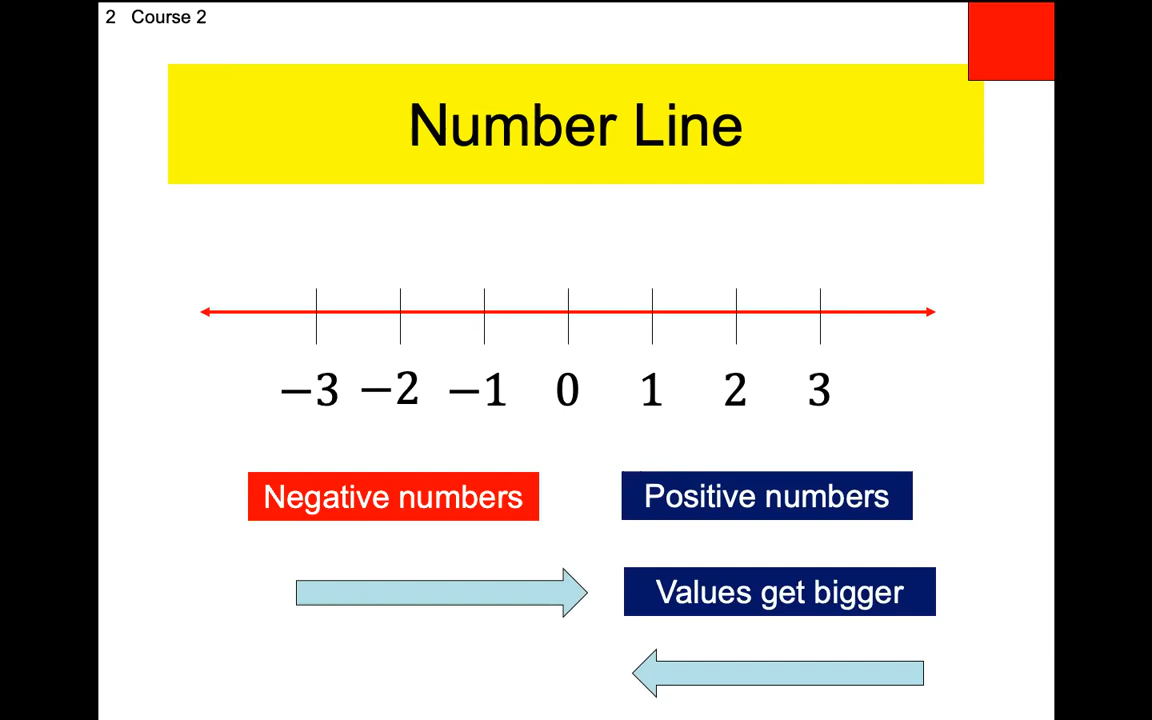 2 Course 2
Number Line
−3 −2 −1 0 1 2 3
Negative numbers
Positive numbers
Values get bigger